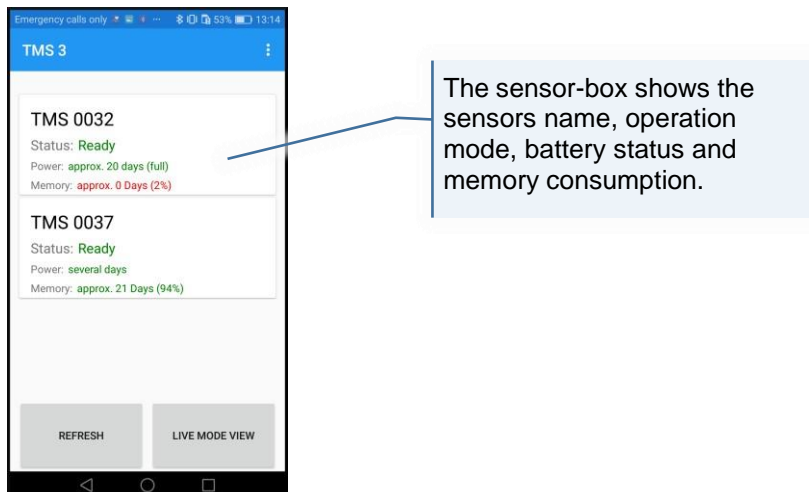 Emergency calls only ... 53% 13:14
TMS 3
TMS 0032
Status: Ready
Power: approx. 20 days (full)
Memory: approx. 0 Days (2%)
TMS 0037
Status: Ready
Power: several days
Memory: approx. 21 Days (94%)
REFRESH LIVE MODE VIEW
The sensor-box shows the
sensors name, operation
mode, battery status and
memory consumption.